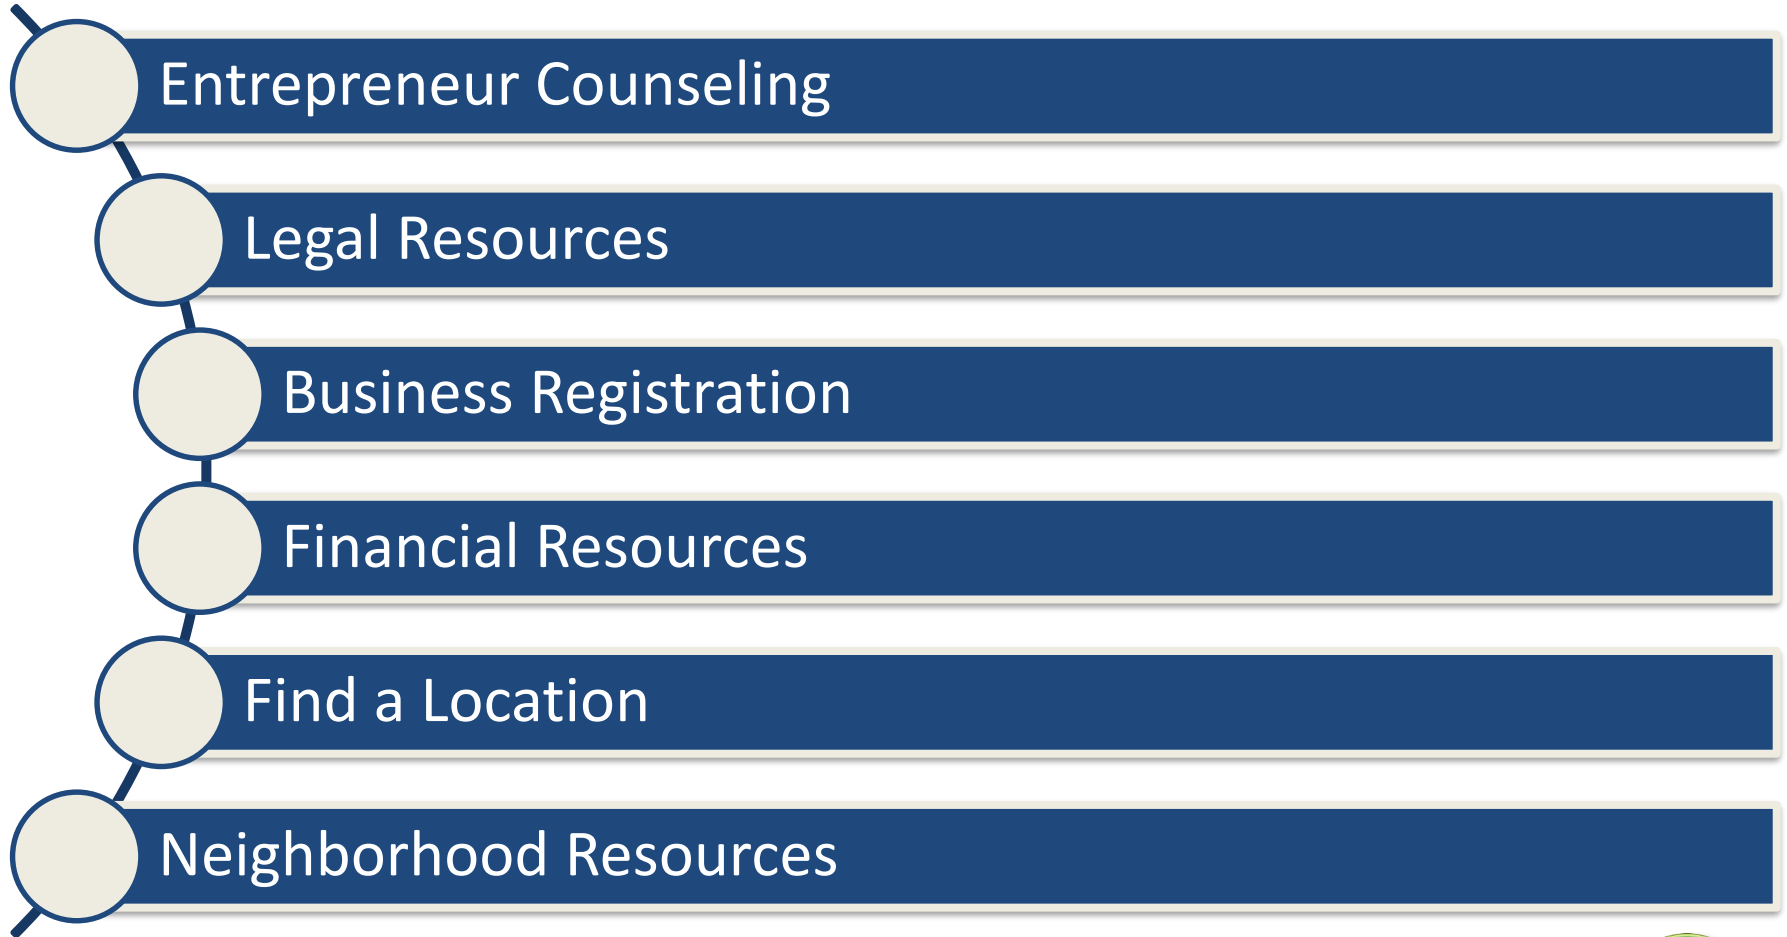 Entrepreneur Counseling
Legal Resources
Business Registration
Financial Resources
Find a Location
Neighborhood Resources